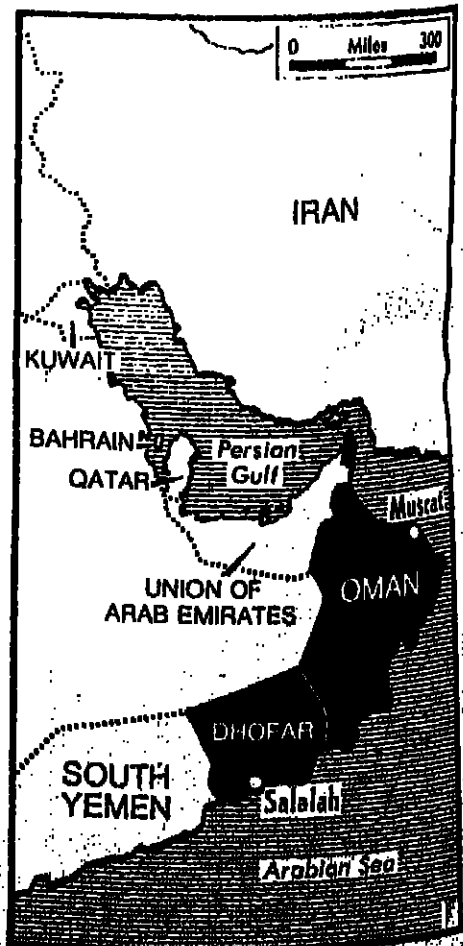 0 Miles 300
IRAN
KUWAIT
BAHRAIN
QATAR
Persian
Gulf
Muscat
UNION OF
ARAB EMIRATES
OMAN
DHOFAR
SOUTH
YEMEN
Salalah
Arabian Sea